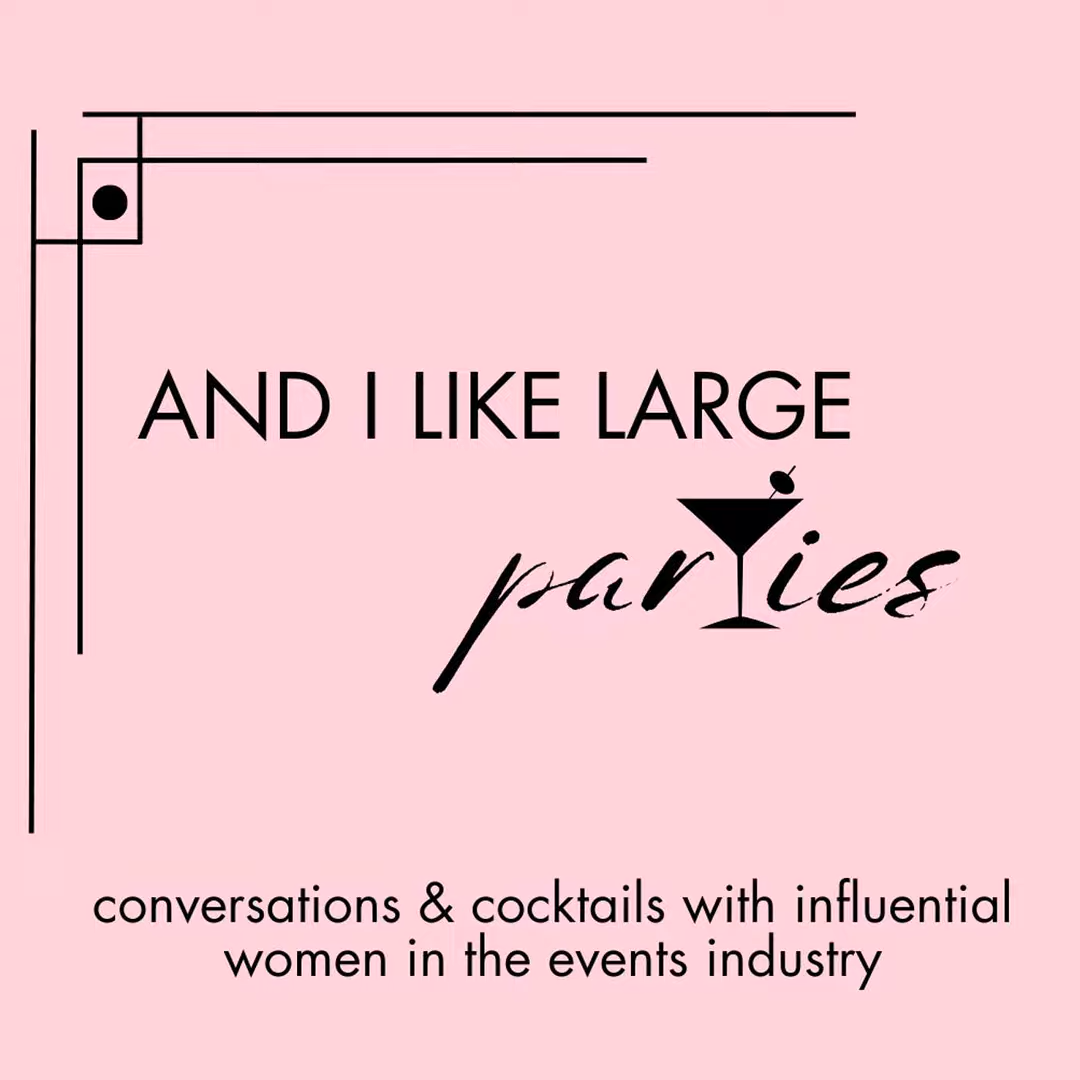 AND I LIKE LARGE
parties
conversations & cocktails with influential
women in the events industry